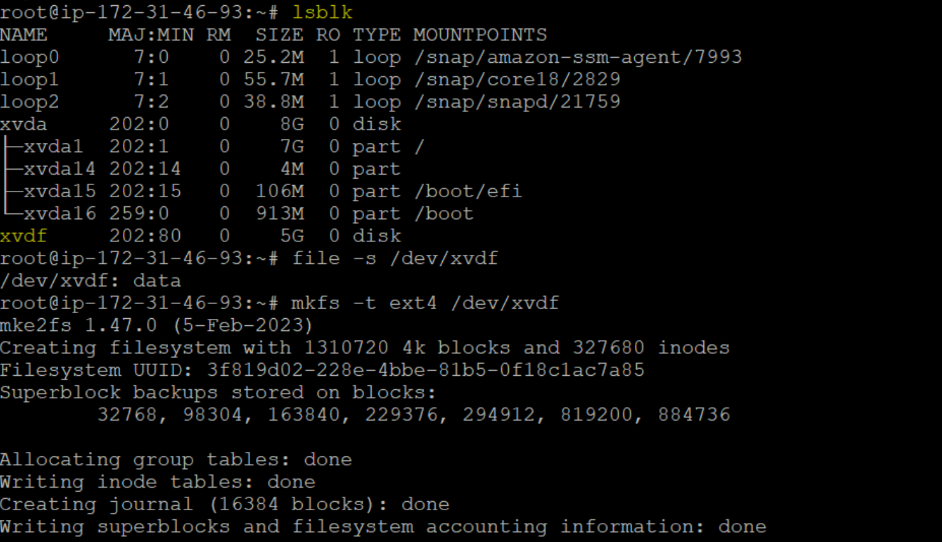 root@ip-172-31-46-93:~# lsblk
NAME     MAJ:MIN RM  SIZE RO TYPE MOUNTPOINTS
loop0      7:0    0 25.2M  1 loop /snap/amazon-ssm-agent/7993
loop1      7:1    0 55.7M  1 loop /snap/core18/2829
loop2      7:2    0 38.8M  1 loop /snap/snapd/21759
xvda     202:0    0    8G  0 disk
├─xvda1  202:1    0    7G  0 part /
├─xvda14 202:14   0    4M  0 part
├─xvda15 202:15   0  106M  0 part /boot/efi
└─xvda16 259:0    0  913M  0 part /boot
xvdf     202:80   0    5G  0 disk
root@ip-172-31-46-93:~# file -s /dev/xvdf
/dev/xvdf: data
root@ip-172-31-46-93:~# mkfs -t ext4 /dev/xvdf
mke2fs 1.47.0 (5-Feb-2023)
Creating filesystem with 1310720 4k blocks and 327680 inodes
Filesystem UUID: 3f819d02-228e-4bbe-81b5-0f18c1ac7a85
Superblock backups stored on blocks:
        32768, 98304, 163840, 229376, 294912, 819200, 884736
Allocating group tables: done
Writing inode tables: done
Creating journal (16384 blocks): done
Writing superblocks and filesystem accounting information: done